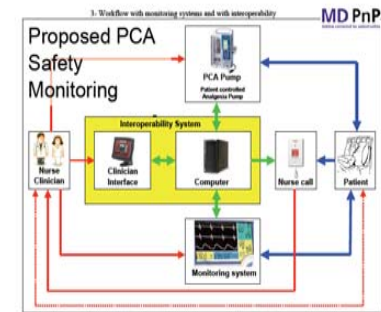 3- Workflow with monitoring systems and with interoperability
MD PnP
Proposed PCA
Safety
Monitoring
PCA Pump
Patient controlled
Analgesia Pump
Interoperability System
Nurse
Clinician
Clinician
Interface
Computer
Nurse call
Patient
Monitoring system